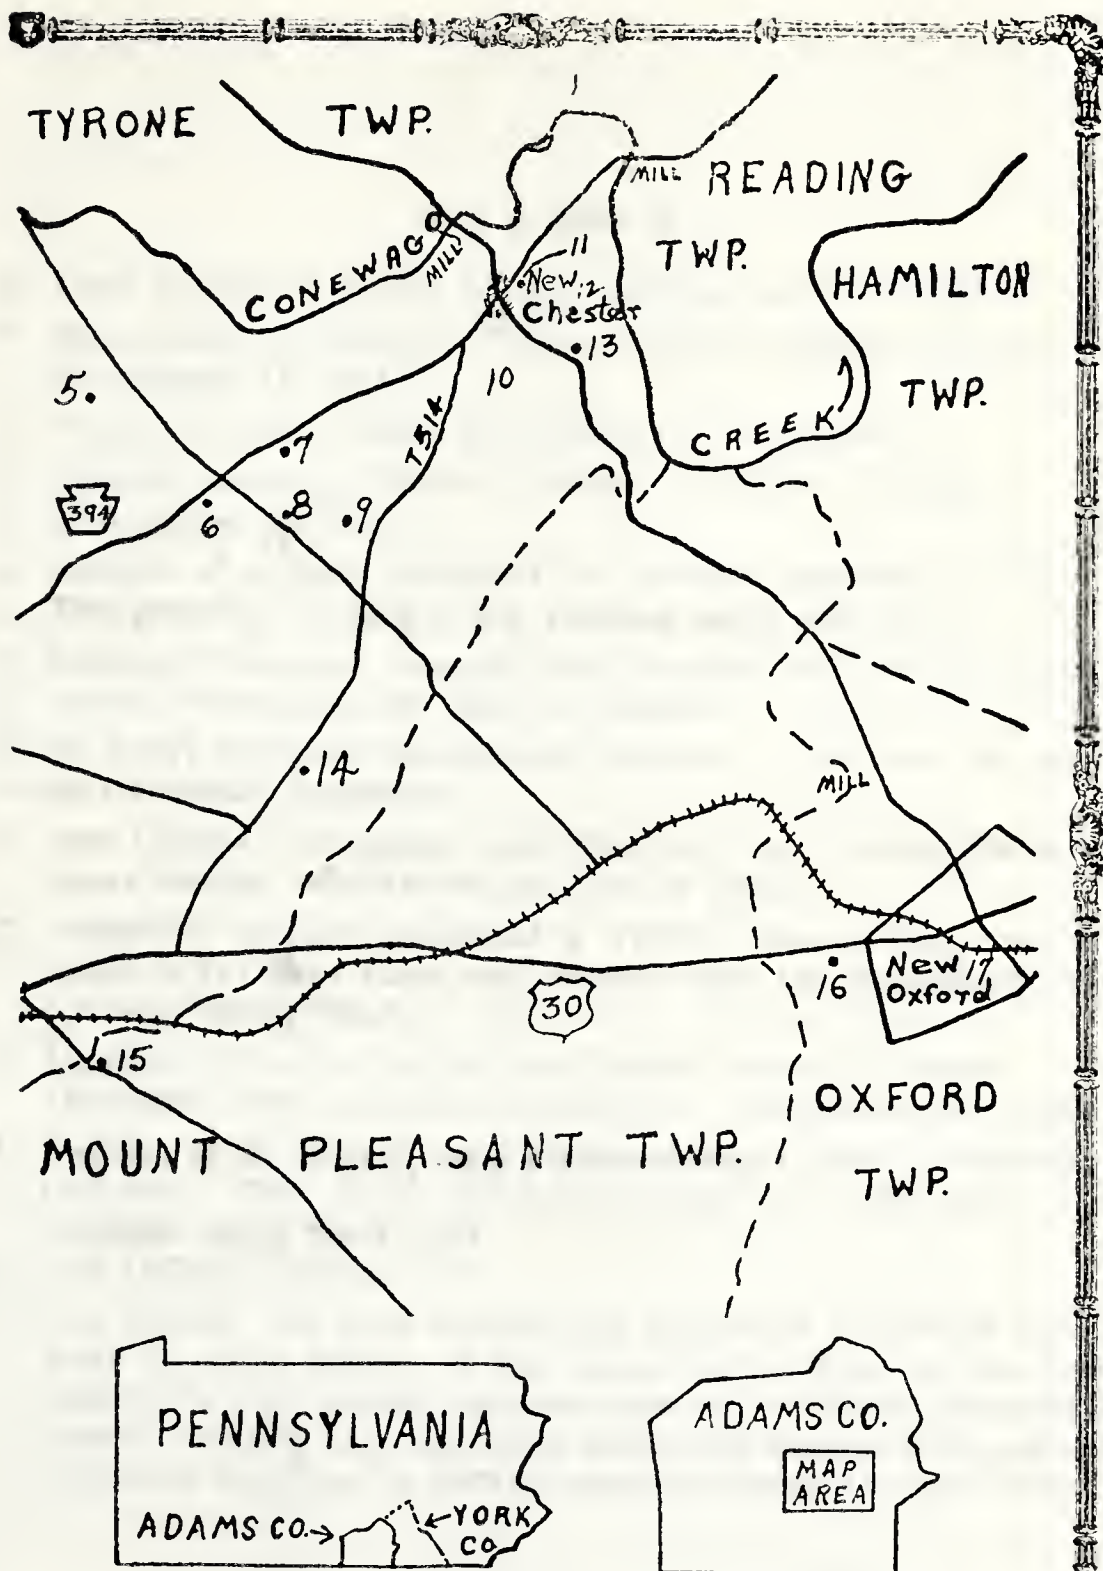 TYRONE TWP.
MILL READING
TWP.
CONEWAGO
MILL
11
New 12
Chester
HAMILTON
TWP.
13
5.
10
T514
CREEK
7
394
6
8
9
14
MILL
30
16
New 17
Oxford
15
OXFORD
TWP.
MOUNT PLEASANT TWP.
PENNSYLVANIA
ADAMS CO.
YORK
CO
ADAMS CO.
MAP
AREA